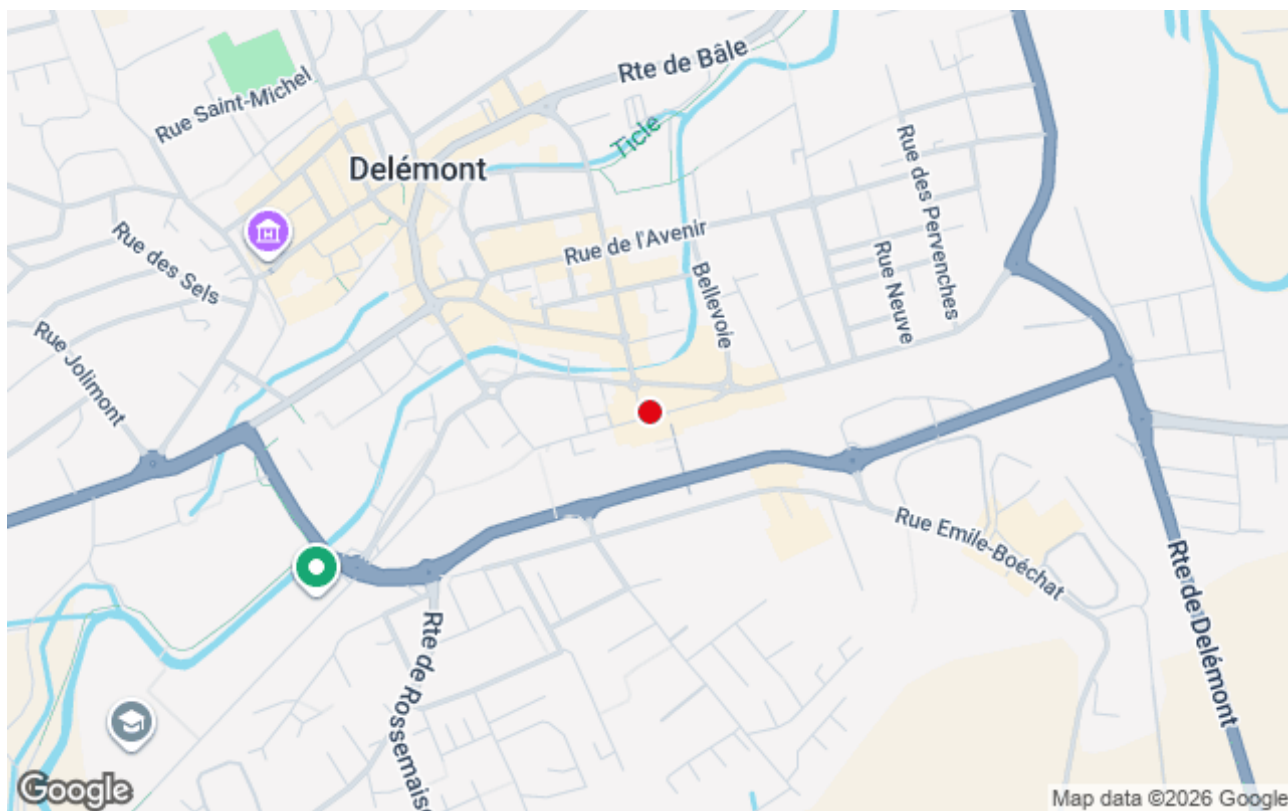 Rte de Bâle
Rue Saint-Michel
Ticle
Delémont
Rue des Pervenches
Rue de l'Avenir
Rue des Sels
Bellevoie
Rue Neuve
Rue Jolimont
Rue Emile-Boéchat
Rte de Delémont
Rte de Rossemaiso
Google
Map data ©2026 Google